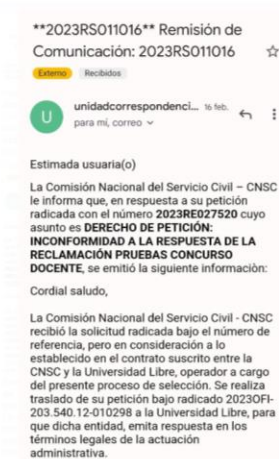 **2023RS011016** Remisión de
Comunicación: 2023RS011016
Externo Recibidos
U
unidadcorrespondenci... 16 feb.
para mí, correo
Estimada usuaria(o)
La Comisión Nacional del Servicio Civil – CNSC
le informa que, en respuesta a su petición
radicada con el número 2023RE027520 cuyo
asunto es DERECHO DE PETICIÓN:
INCONFORMIDAD A LA RESPUESTA DE LA
RECLAMACIÓN PRUEBAS CONCURSO
DOCENTE, se emitió la siguiente informaciòn:
Cordial saludo,
La Comisión Nacional del Servicio Civil - CNSC
recibió la solicitud radicada bajo el número de
referencia, pero en consideración a lo
establecido en el contrato suscrito entre la
CNSC y la Universidad Libre, operador a cargo
del presente proceso de selección. Se realiza
traslado de su petición bajo radicado 2023OFI-
203.540.12-010298 a la Universidad Libre, para
que dicha entidad, emita respuesta en los
términos legales de la actuación
administrativa.